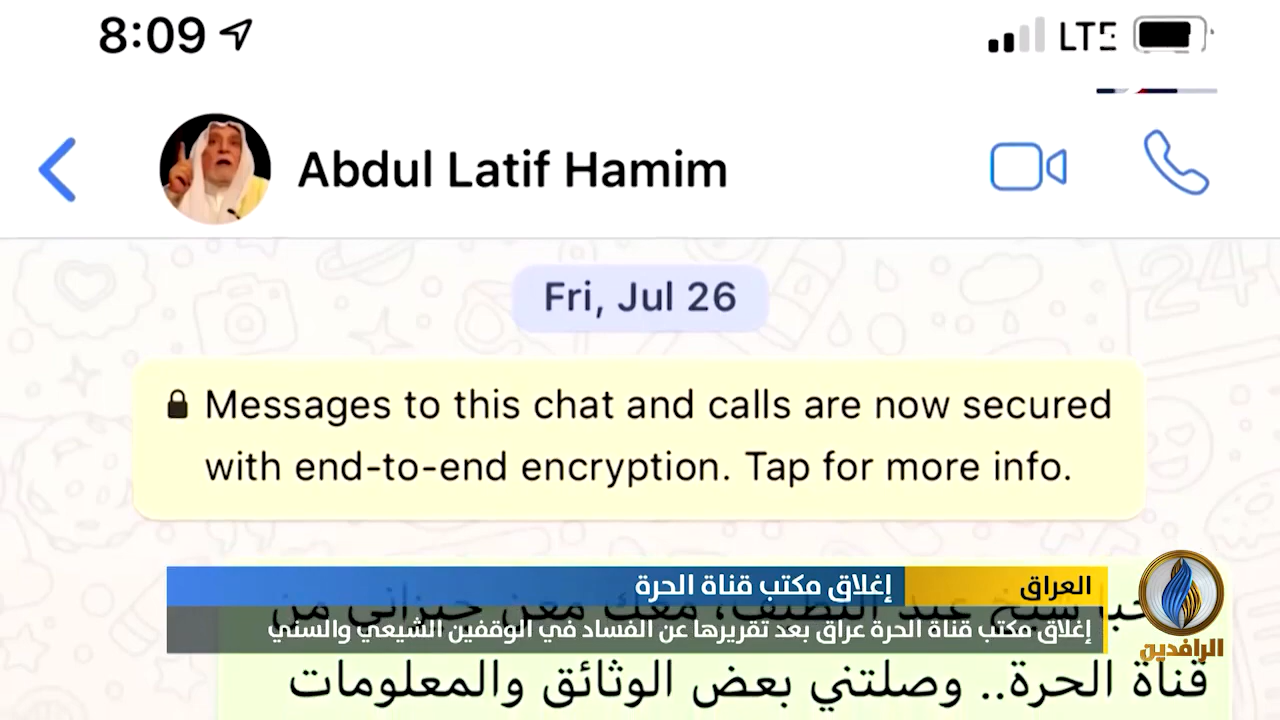 8:09
LTE
Abdul Latif Hamim
Fri, Jul 26
Messages to this chat and calls are now secured
with end-to-end encryption. Tap for more info.
العراق
إغلاق مكتب قناة الحرة
إغلاق مكتب قناة الحرة عراق بعد تقريرها عن الفساد في الوقفين الشيعي والسني
الرافدين
قناة الحرة.. وصلتني بعض الوثائق والمعلومات